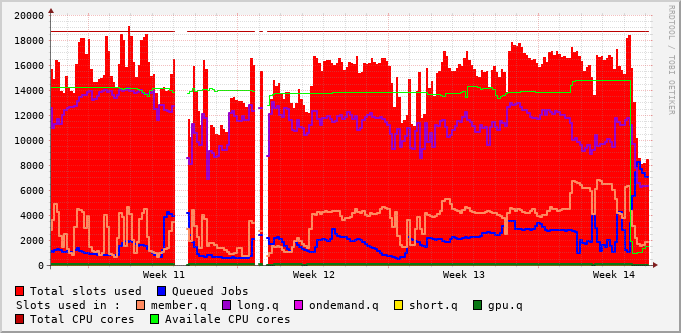 20000
18000
16000
14000
12000
10000
8000
6000
4000
2000
0
Week 11 Week 12 Week 13 Week 14
RRDTOOL / TOBI OETIKER
Total slots used Queued Jobs
Slots used in : member.q long.q ondemand.q short.q gpu.q
Total CPU cores Availale CPU cores